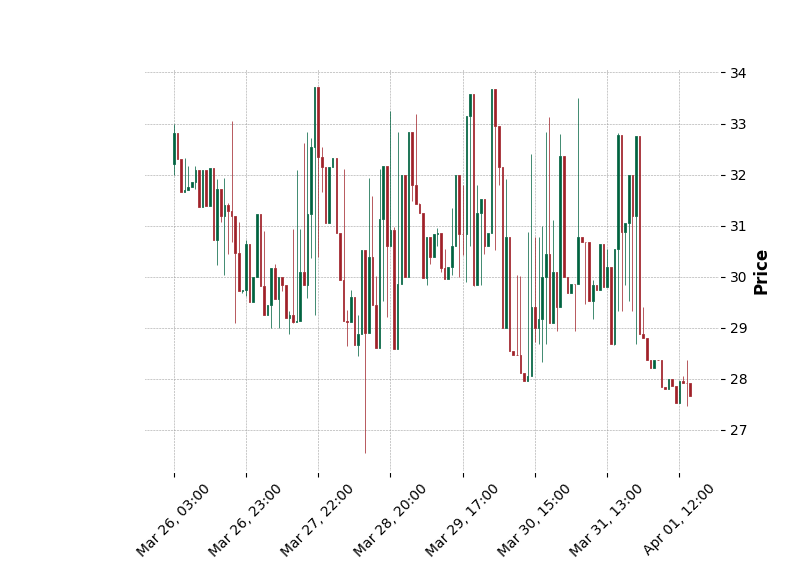 34
33
32
31
30
29
28
27
Price
Mar 26, 03:00
Mar 26, 23:00
Mar 27, 22:00
Mar 28, 20:00
Mar 29, 17:00
Mar 30, 15:00
Mar 31, 13:00
Apr 01, 12:00